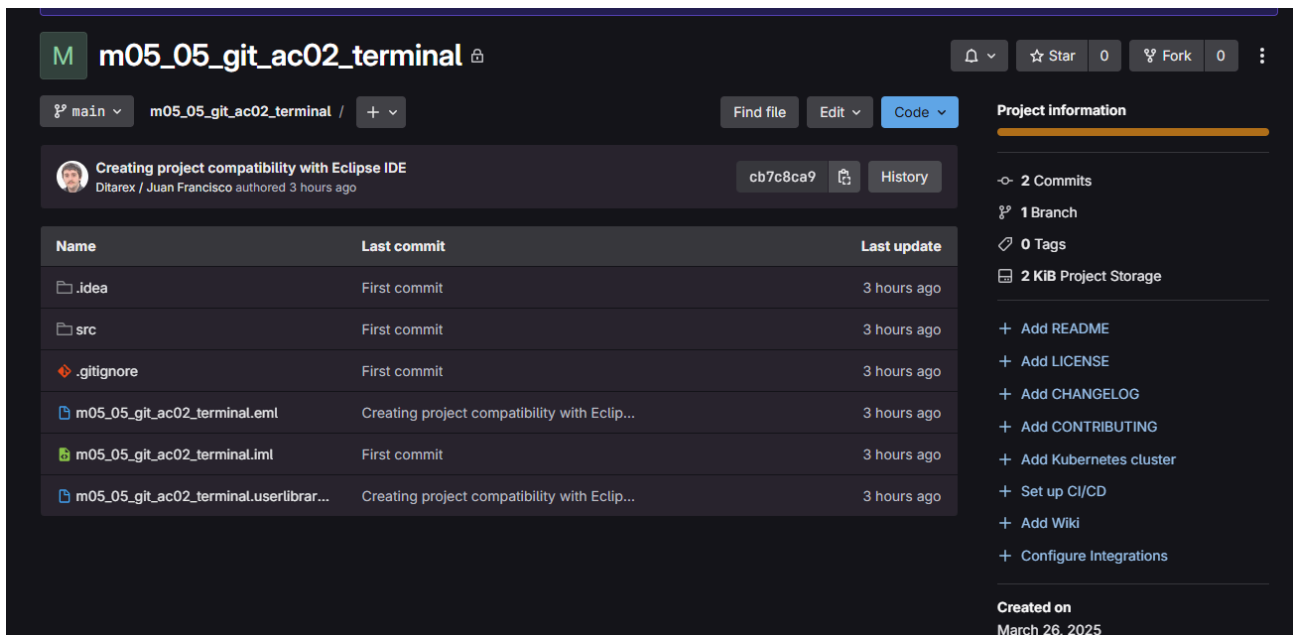 M m05_05_git_ac02_terminal
Star 0 Fork 0
main m05_05_git_ac02_terminal / + Find file Edit Code
Creating project compatibility with Eclipse IDE
Ditarex / Juan Francisco authored 3 hours ago
cb7c8ca9 History
Name Last commit Last update
.idea First commit 3 hours ago
src First commit 3 hours ago
.gitignore First commit 3 hours ago
m05_05_git_ac02_terminal.eml Creating project compatibility with Eclip... 3 hours ago
m05_05_git_ac02_terminal.iml First commit 3 hours ago
m05_05_git_ac02_terminal.userlibrar... Creating project compatibility with Eclip... 3 hours ago
Project information
2 Commits
1 Branch
0 Tags
2 KiB Project Storage
+ Add README
+ Add LICENSE
+ Add CHANGELOG
+ Add CONTRIBUTING
+ Add Kubernetes cluster
+ Set up CI/CD
+ Add Wiki
+ Configure Integrations
Created on
March 26, 2025